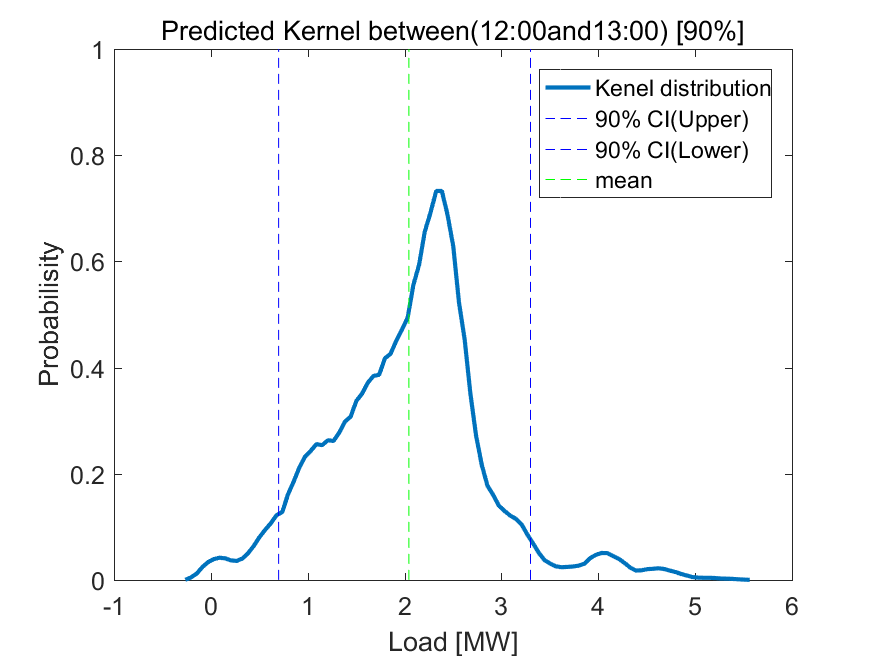 Predicted Kernel between(12:00and13:00) [90%]
1
0.8
0.6
0.4
0.2
0
Probabilisity
-1 0 1 2 3 4 5 6
Load [MW]
Kenel distribution
90% CI(Upper)
90% CI(Lower)
mean